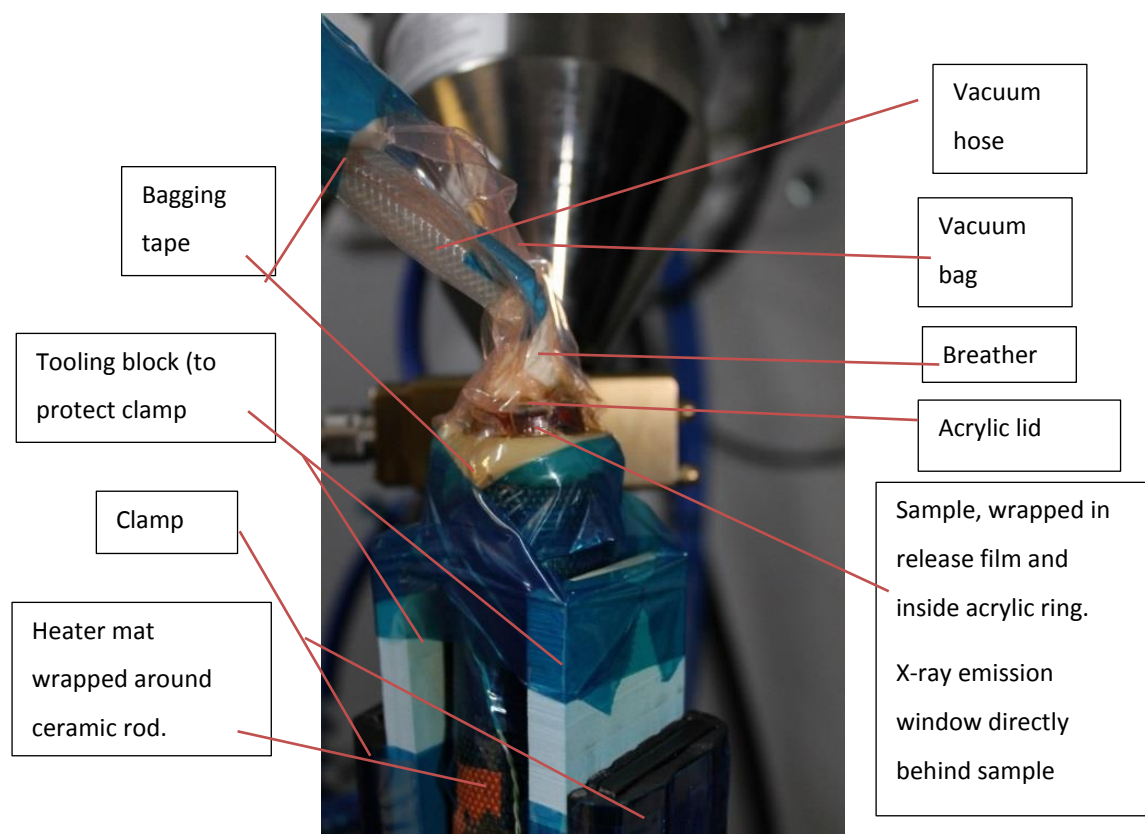 Bagging
tape
Tooling block (to
protect clamp
Clamp
Heater mat
wrapped around
ceramic rod.
Vacuum
hose
Vacuum
bag
Breather
Acrylic lid
Sample, wrapped in
release film and
inside acrylic ring.
X-ray emission
window directly
behind sample